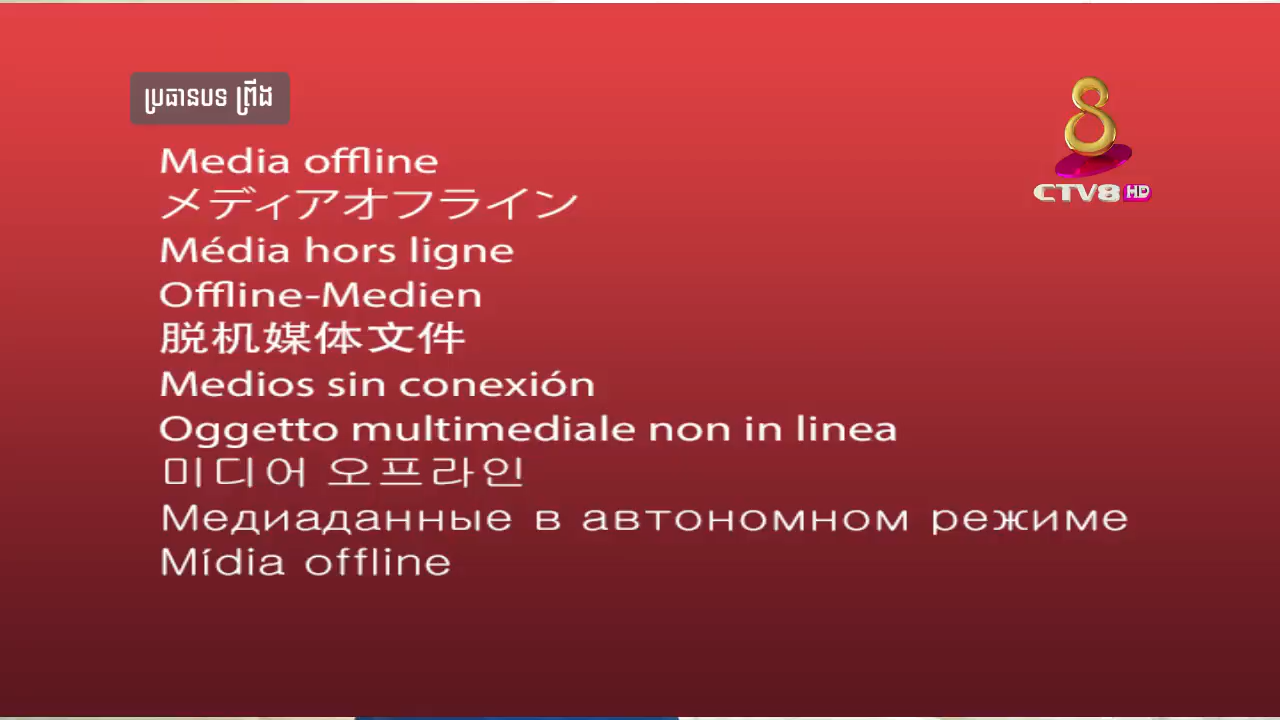 ប្រធានបទ ព្រីង
8
CTV8 HD
Media offline
メディアオフライン
Média hors ligne
Offline-Medien
脱机媒体文件
Medios sin conexión
Oggetto multimediale non in linea
미디어 오프라인
Медиаданные в автономном режиме
Mídia offline